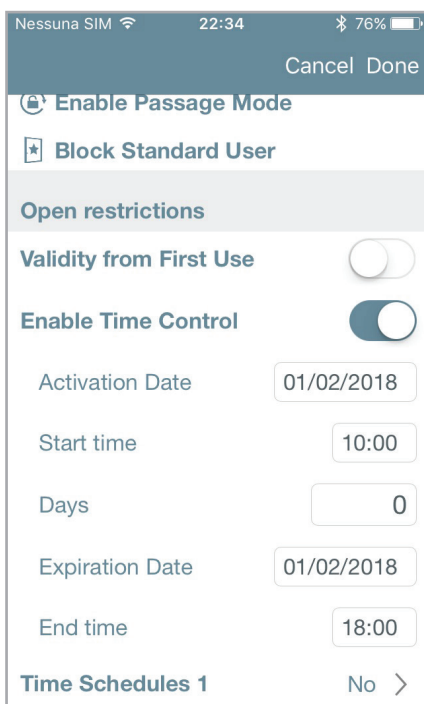 Nessuna SIM 22:34 76%
Cancel Done
Enable Passage Mode
Block Standard User
Open restrictions
Validity from First Use
Enable Time Control
Activation Date 01/02/2018
Start time 10:00
Days 0
Expiration Date 01/02/2018
End time 18:00
Time Schedules 1 No